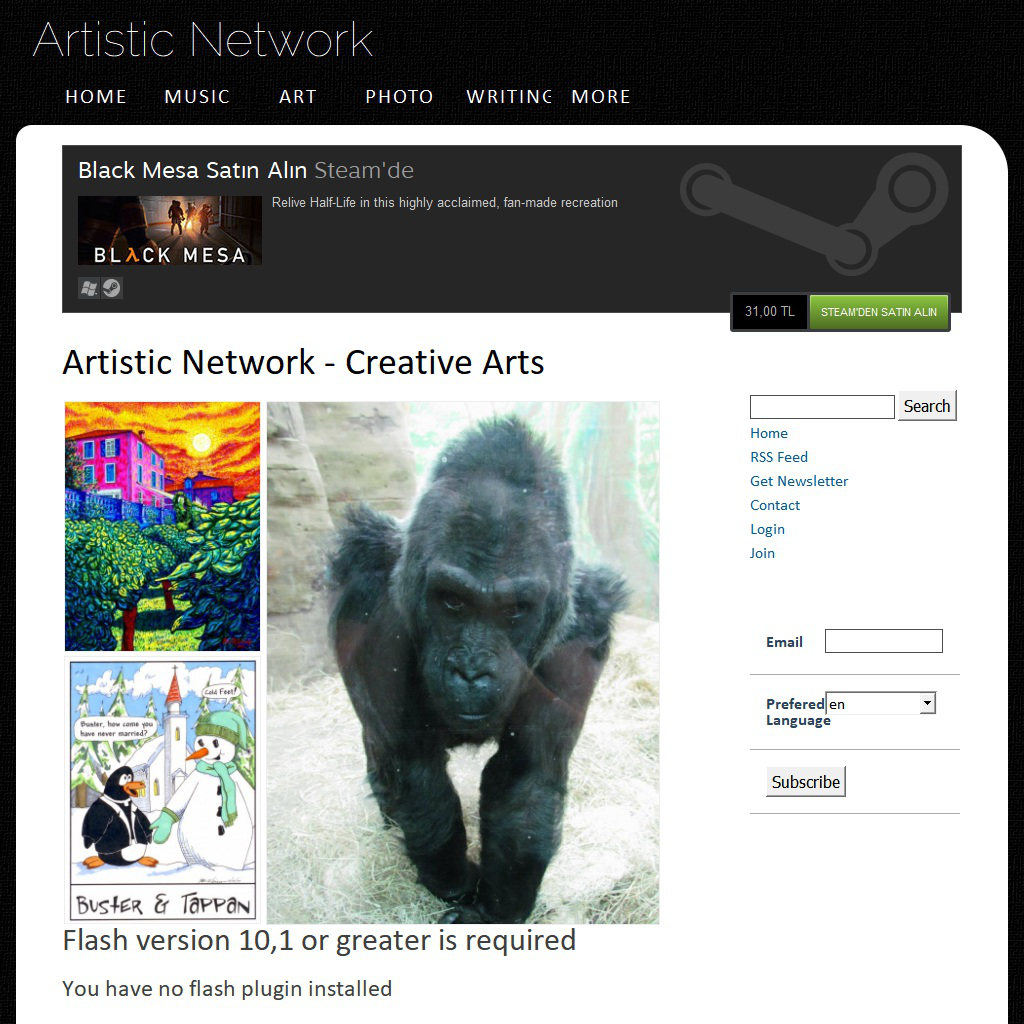 Artistic Network
HOME MUSIC ART PHOTO WRITING MORE
Black Mesa Satın Alın Steam'de
Relive Half-Life in this highly acclaimed, fan-made recreation
BLλCK MESA
31,00 TL STEAM'DEN SATIN ALIN
Artistic Network - Creative Arts
Search
Home
RSS Feed
Get Newsletter
Contact
Login
Join
Email
Prefered en
Language
Subscribe
Cold Feet!
Buster, how come you
have never married?
BUSTER & TAPPAN
Flash version 10,1 or greater is required
You have no flash plugin installed